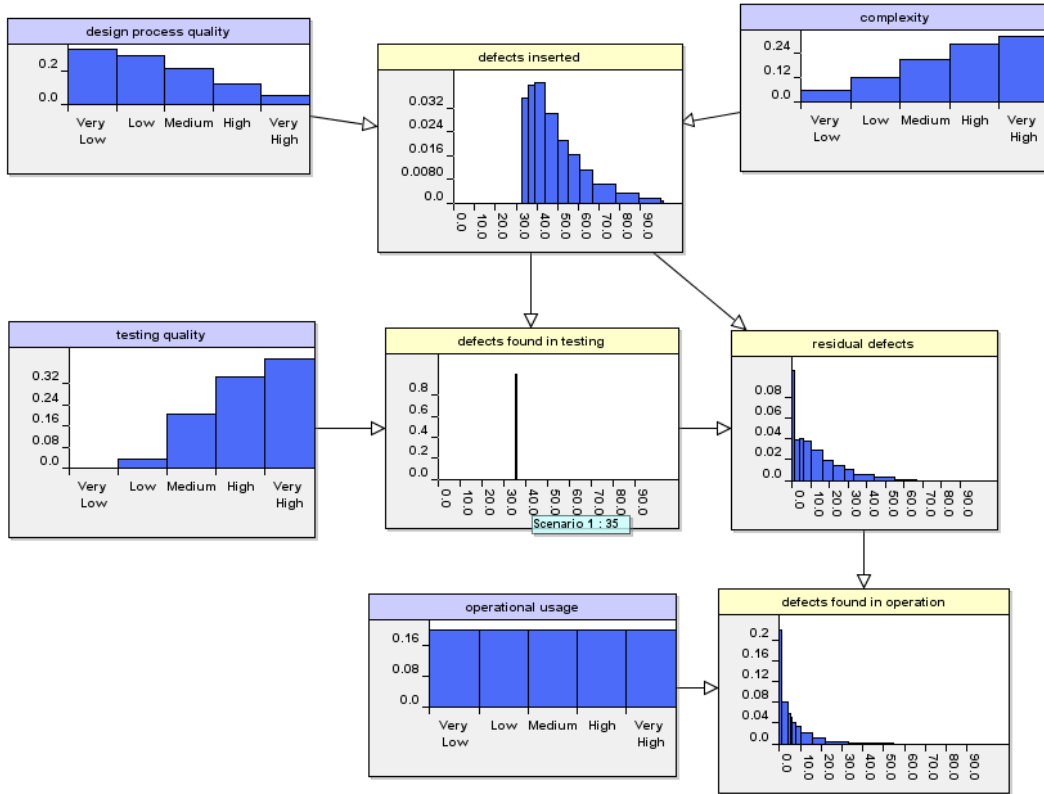 design process quality
0.2
0.0
Very Low
Low
Medium
High
Very High
defects inserted
0.032
0.024
0.016
0.0080
0.0
0.0
10.0
20.0
30.0
40.0
50.0
60.0
70.0
80.0
90.0
complexity
0.24
0.12
0.0
Very Low
Low
Medium
High
Very High
testing quality
0.32
0.24
0.16
0.08
0.0
Very Low
Low
Medium
High
Very High
defects found in testing
0.8
0.6
0.4
0.2
0.0
0.0
10.0
20.0
30.0
40.0
50.0
60.0
70.0
80.0
90.0
Scenario 1 : 35
residual defects
0.08
0.06
0.04
0.02
0.0
0.0
10.0
20.0
30.0
40.0
50.0
60.0
70.0
80.0
90.0
operational usage
0.16
0.08
0.0
Very Low
Low
Medium
High
Very High
defects found in operation
0.2
0.16
0.12
0.08
0.04
0.0
0.0
10.0
20.0
30.0
40.0
50.0
60.0
70.0
80.0
90.0